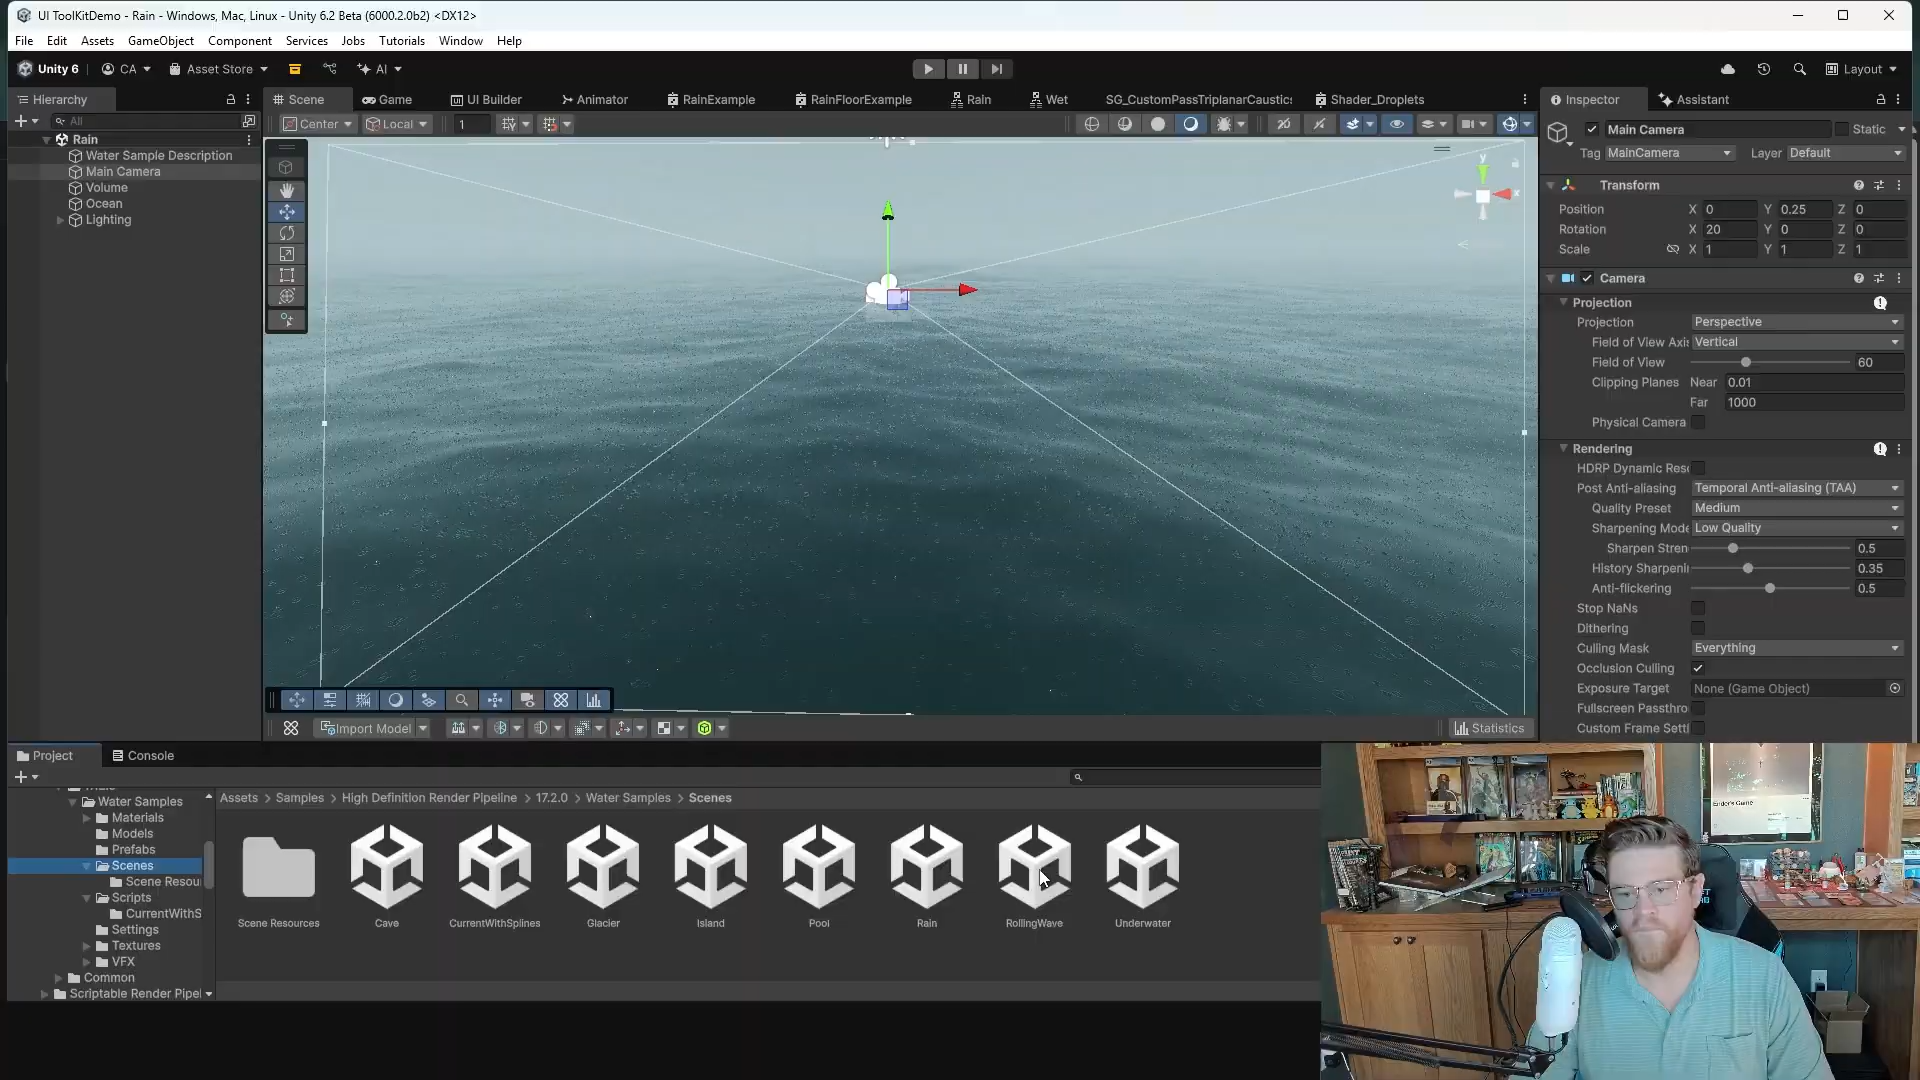 UI ToolKitDemo - Rain - Windows, Mac, Linux - Unity 6.2 Beta (6000.2.0b2) <DX12>
File Edit Assets GameObject Component Services Jobs Tutorials Window Help
Unity 6 CA Asset Store AI Layout
Hierarchy
All
Rain
Water Sample Description
Main Camera
Volume
Ocean
Lighting
Scene Game UI Builder Animator RainExample RainFloorExample Rain Wet SG_CustomPassTriplanarCaustics Shader_Droplets
Center Local 1
y
x
Import Model
Statistics
Inspector Assistant
Main Camera Static
Tag MainCamera Layer Default
Transform
Position X 0 Y 0.25 Z 0
Rotation X 20 Y 0 Z 0
Scale X 1 Y 1 Z 1
Camera
Projection
Projection Perspective
Field of View Axi Vertical
Field of View 60
Clipping Planes Near 0.01
Far 1000
Physical Camera
Rendering
HDRP Dynamic Res
Post Anti-aliasing Temporal Anti-aliasing (TAA)
Quality Preset Medium
Sharpening Mode Low Quality
Sharpen Stren 0.5
History Sharpeni 0.35
Anti-flickering 0.5
Stop NaNs
Dithering
Culling Mask Everything
Occlusion Culling
Exposure Target None (Game Object)
Fullscreen Passthro
Custom Frame Setti
Project Console
Water Samples
Materials
Models
Prefabs
Scenes
Scene Resou
Scripts
CurrentWithS
Settings
Textures
VFX
Common
Scriptable Render Pipel
Assets > Samples > High Definition Render Pipeline > 17.2.0 > Water Samples > Scenes
Scene Resources Cave CurrentWithSplines Glacier Island Pool Rain RollingWave Underwater
Ender's Game